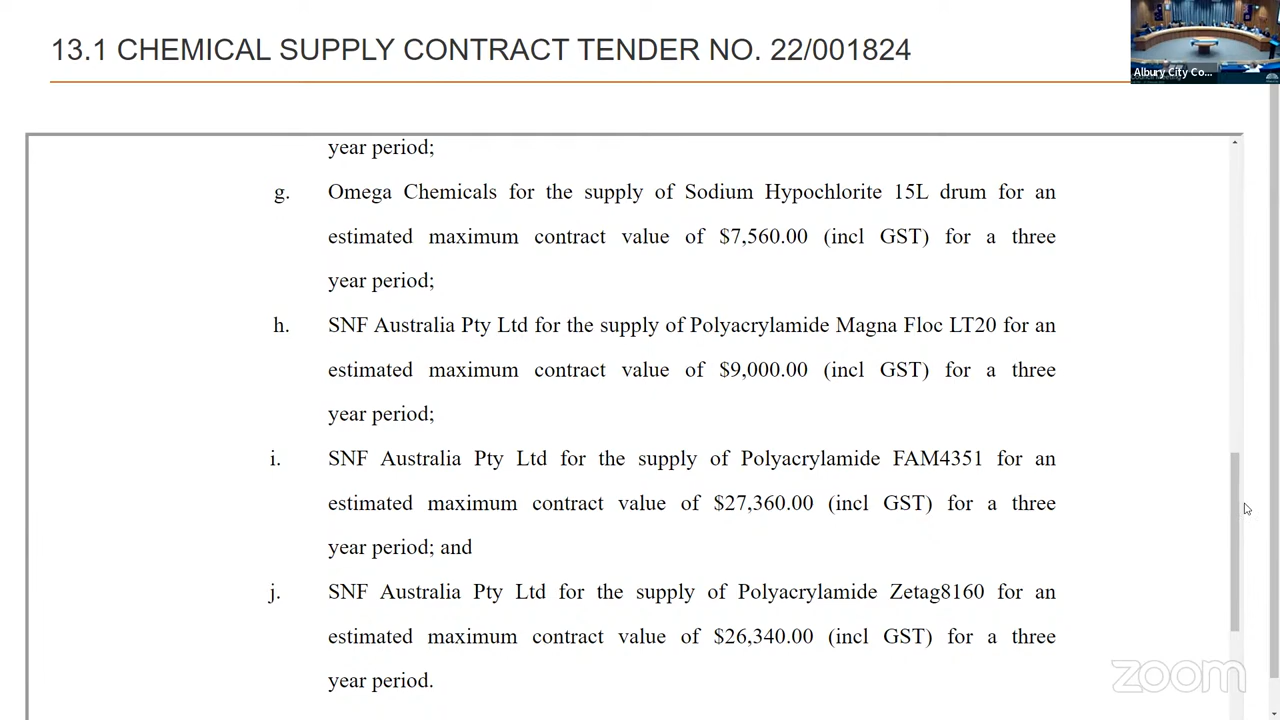 13.1 CHEMICAL SUPPLY CONTRACT TENDER NO. 22/001824
Albury City Co...
year period;
g. Omega Chemicals for the supply of Sodium Hypochlorite 15L drum for an
estimated maximum contract value of $7,560.00 (incl GST) for a three
year period;
h. SNF Australia Pty Ltd for the supply of Polyacrylamide Magna Floc LT20 for an
estimated maximum contract value of $9,000.00 (incl GST) for a three
year period;
i. SNF Australia Pty Ltd for the supply of Polyacrylamide FAM4351 for an
estimated maximum contract value of $27,360.00 (incl GST) for a three
year period; and
j. SNF Australia Pty Ltd for the supply of Polyacrylamide Zetag8160 for an
estimated maximum contract value of $26,340.00 (incl GST) for a three
year period.
zoom